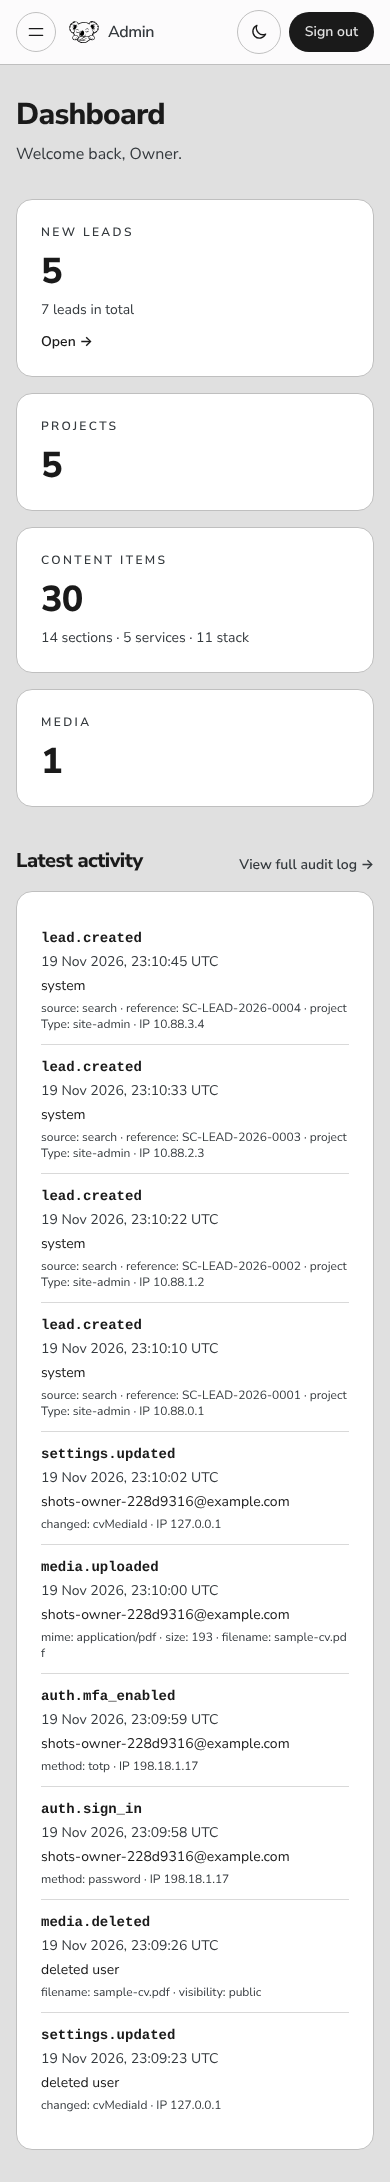 Admin
Sign out
Dashboard
Welcome back, Owner.
NEW LEADS
5
7 leads in total
Open →
PROJECTS
5
CONTENT ITEMS
30
14 sections · 5 services · 11 stack
MEDIA
1
Latest activity
View full audit log →
lead.created
19 Nov 2026, 23:10:45 UTC
system
source: search · reference: SC-LEAD-2026-0004 · project
Type: site-admin · IP 10.88.3.4
lead.created
19 Nov 2026, 23:10:33 UTC
system
source: search · reference: SC-LEAD-2026-0003 · project
Type: site-admin · IP 10.88.2.3
lead.created
19 Nov 2026, 23:10:22 UTC
system
source: search · reference: SC-LEAD-2026-0002 · project
Type: site-admin · IP 10.88.1.2
lead.created
19 Nov 2026, 23:10:10 UTC
system
source: search · reference: SC-LEAD-2026-0001 · project
Type: site-admin · IP 10.88.0.1
settings.updated
19 Nov 2026, 23:10:02 UTC
shots-owner-228d9316@example.com
changed: cvMediaId · IP 127.0.0.1
media.uploaded
19 Nov 2026, 23:10:00 UTC
shots-owner-228d9316@example.com
mime: application/pdf · size: 193 · filename: sample-cv.pd
f
auth.mfa_enabled
19 Nov 2026, 23:09:59 UTC
shots-owner-228d9316@example.com
method: totp · IP 198.18.1.17
auth.sign_in
19 Nov 2026, 23:09:58 UTC
shots-owner-228d9316@example.com
method: password · IP 198.18.1.17
media.deleted
19 Nov 2026, 23:09:26 UTC
deleted user
filename: sample-cv.pdf · visibility: public
settings.updated
19 Nov 2026, 23:09:23 UTC
deleted user
changed: cvMediaId · IP 127.0.0.1